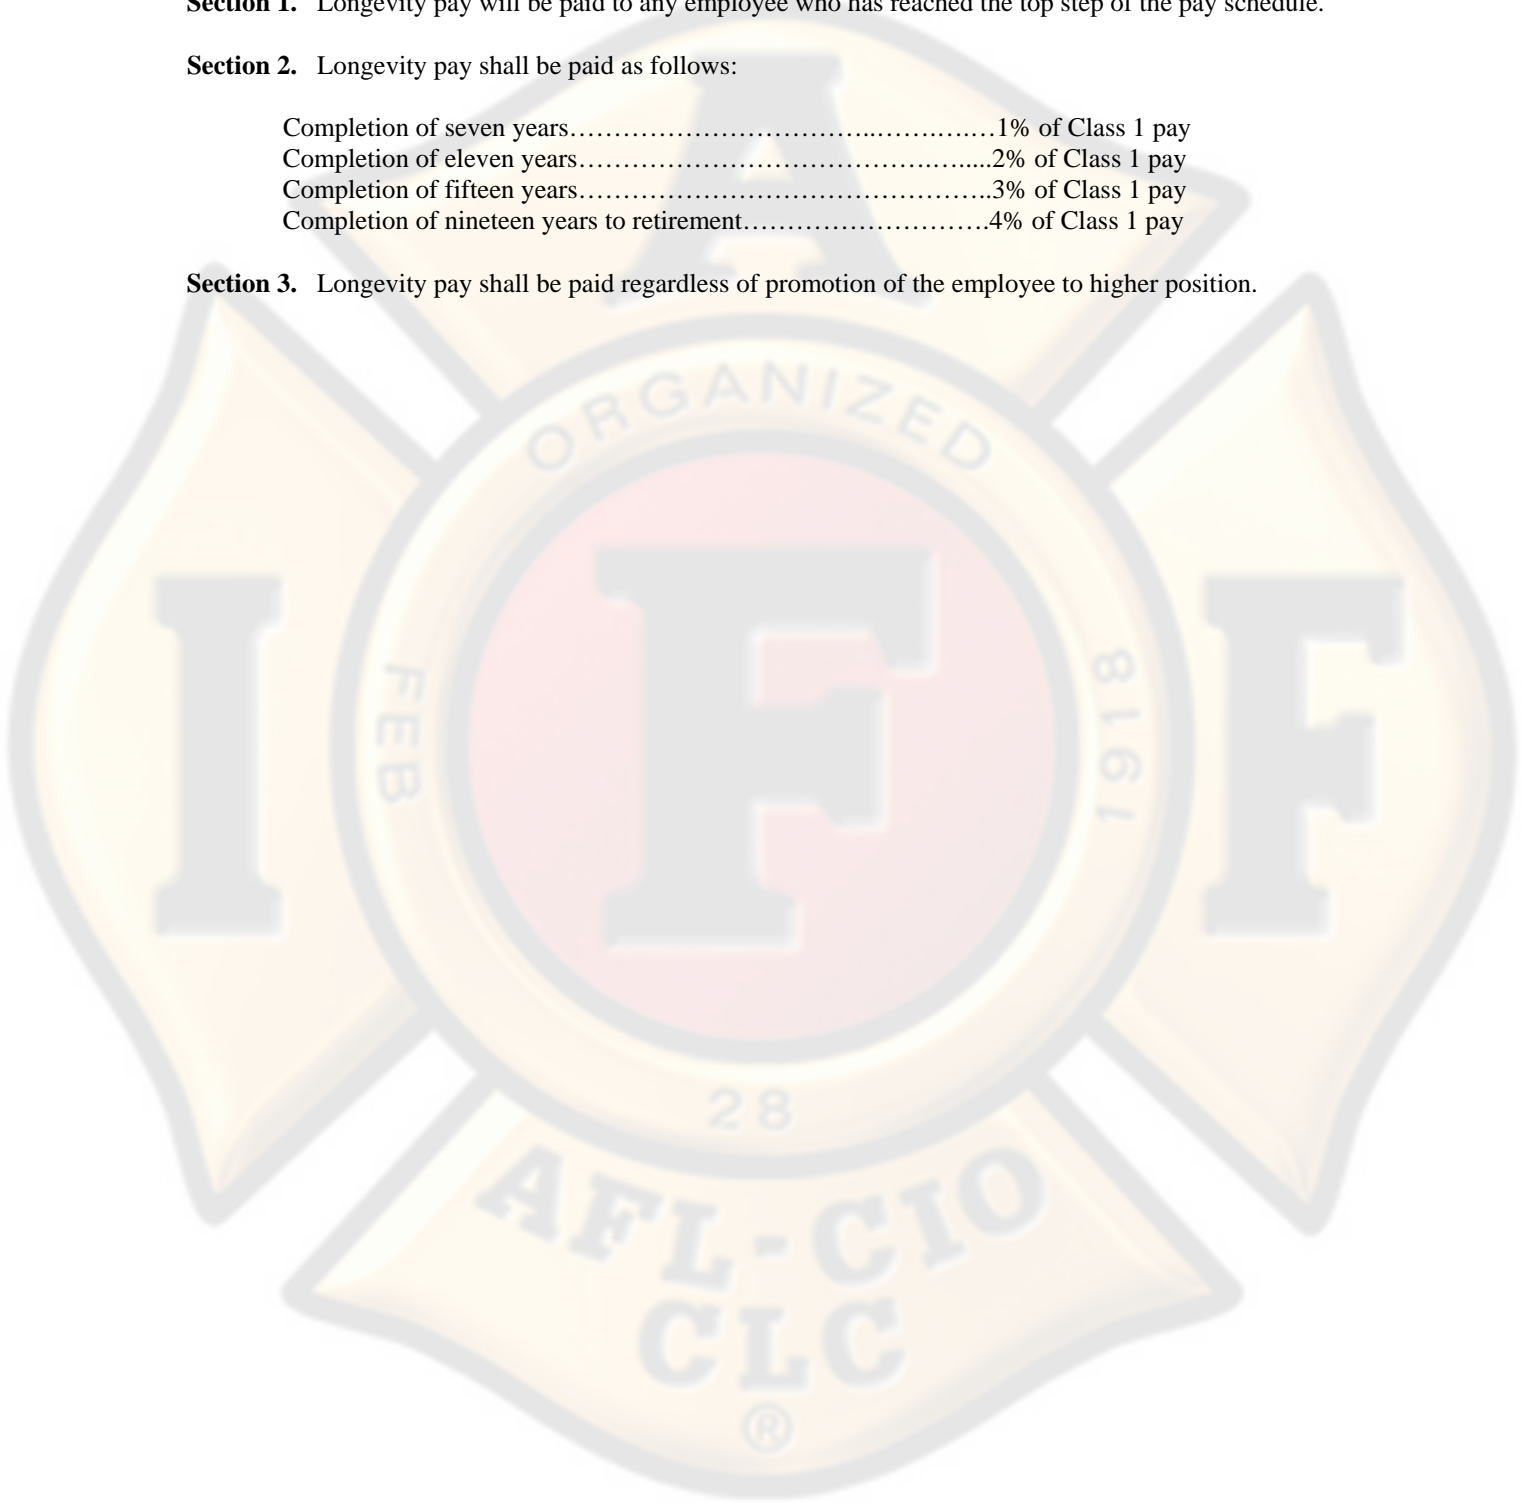 Section 1. Longevity pay will be paid to any employee who has reached the top step of the pay schedule.
Section 2. Longevity pay shall be paid as follows:
Completion of seven years……………………………..…….……1% of Class 1 pay
Completion of eleven years………………………………….….....2% of Class 1 pay
Completion of fifteen years………………………………………..3% of Class 1 pay
Completion of nineteen years to retirement……………………….4% of Class 1 pay
Section 3. Longevity pay shall be paid regardless of promotion of the employee to higher position.
A
ORGANIZED
I F F
FEB 1918
28
AFL-CIO
CLC
®